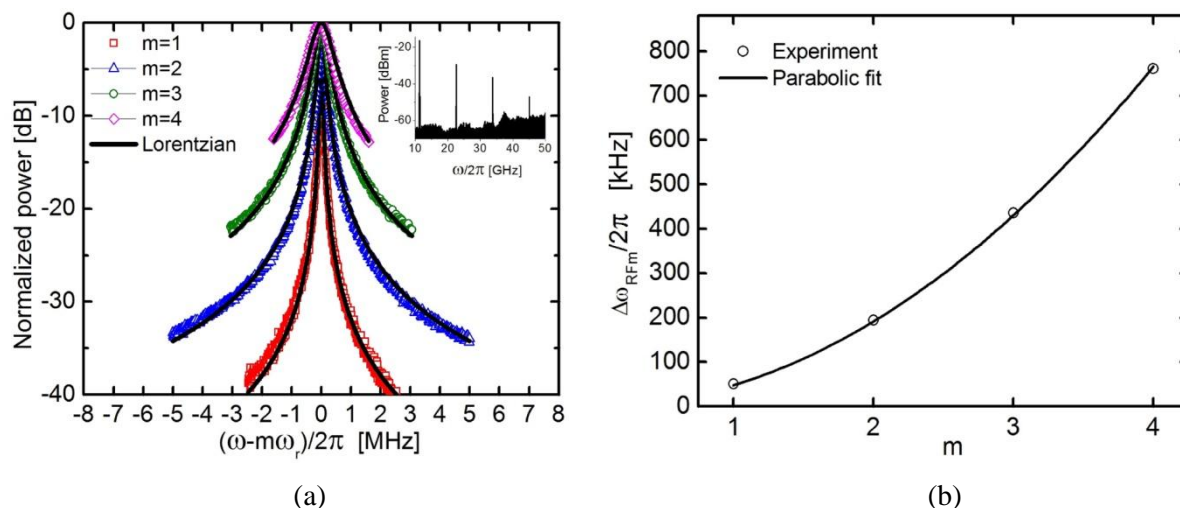 m=1
m=2
m=3
m=4
Lorentzian
Normalized power [dB]
0
-10
-20
-30
-40
-8 -7 -6 -5 -4 -3 -2 -1 0 1 2 3 4 5 6 7 8
(ω-mωᵣ)/2π [MHz]
Power [dBm]
-20
-40
-60
10 20 30 40 50
ω/2π [GHz]
(a)
Experiment
Parabolic fit
Δω_RFm/2π [kHz]
800
700
600
500
400
300
200
100
0
1 2 3 4
m
(b)